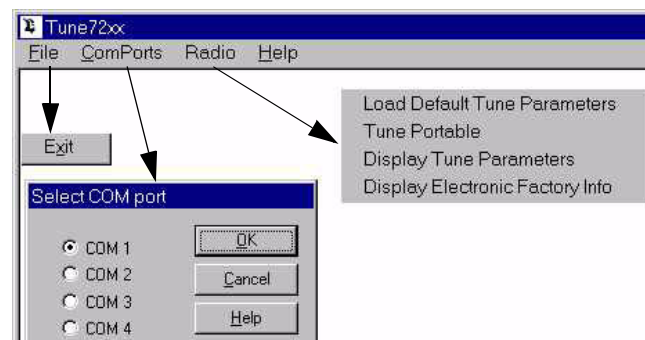 Tune72xx
File ComPorts Radio Help
Load Default Tune Parameters
Tune Portable
Display Tune Parameters
Display Electronic Factory Info
Exit
Select COM port
COM 1
COM 2
COM 3
COM 4
OK
Cancel
Help